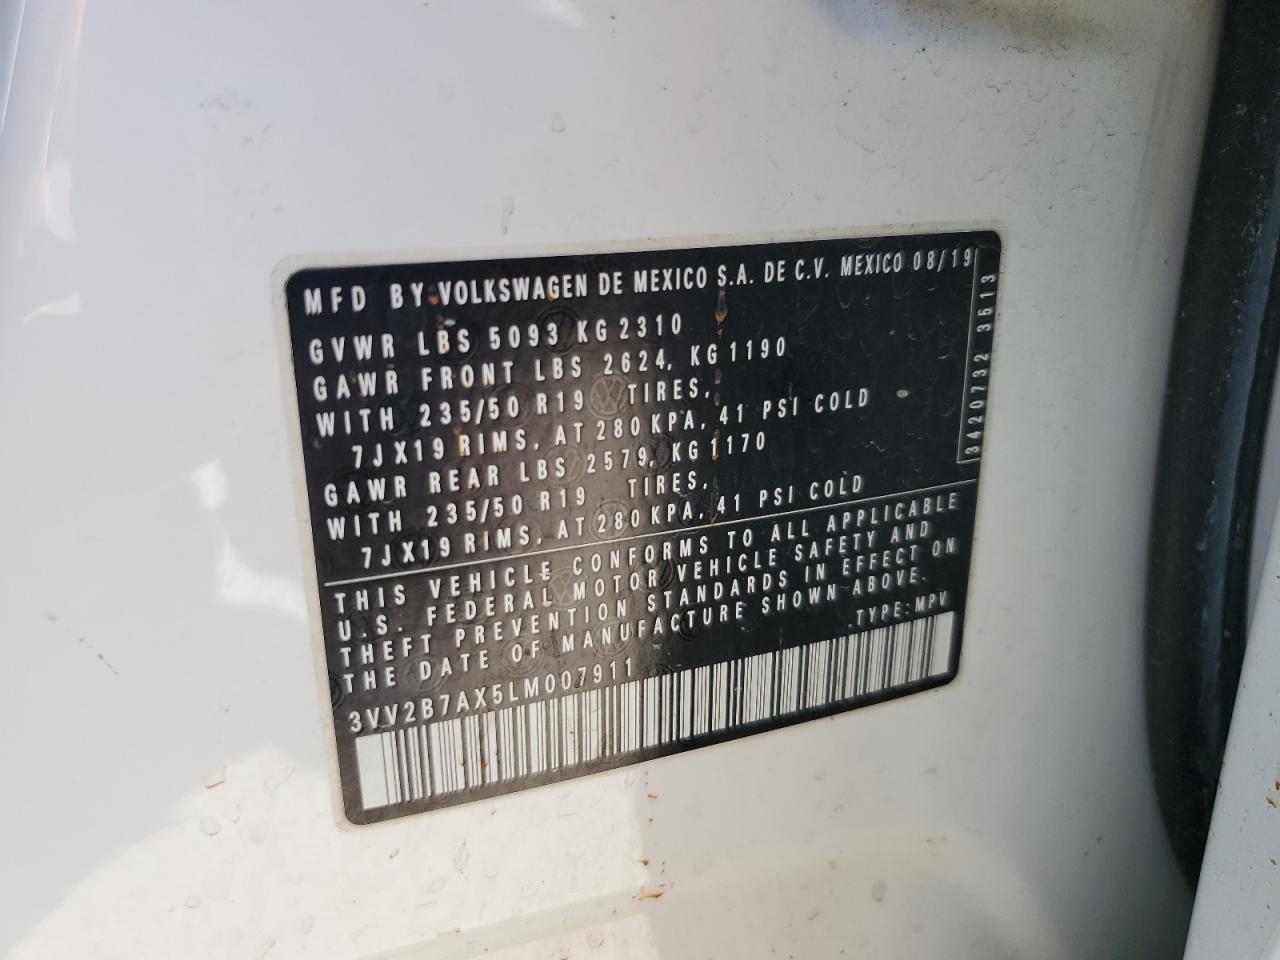 MFD BY VOLKSWAGEN DE MEXICO S.A. DE C.V. MEXICO 08/19
GVWR LBS 5093 KG 2310
GAWR FRONT LBS 2624, KG 1190
WITH 235/50 R19 TIRES,
7JX19 RIMS, AT 280 KPA, 41 PSI COLD
GAWR REAR LBS 2579, KG 1170
WITH 235/50 R19 TIRES,
7JX19 RIMS, AT 280 KPA, 41 PSI COLD
THIS VEHICLE CONFORMS TO ALL APPLICABLE
U.S. FEDERAL MOTOR VEHICLE SAFETY AND
THEFT PREVENTION STANDARDS IN EFFECT ON
THE DATE OF MANUFACTURE SHOWN ABOVE.
.TYPE: MPV
3VV2B7AX5LM007911
3420732 3513